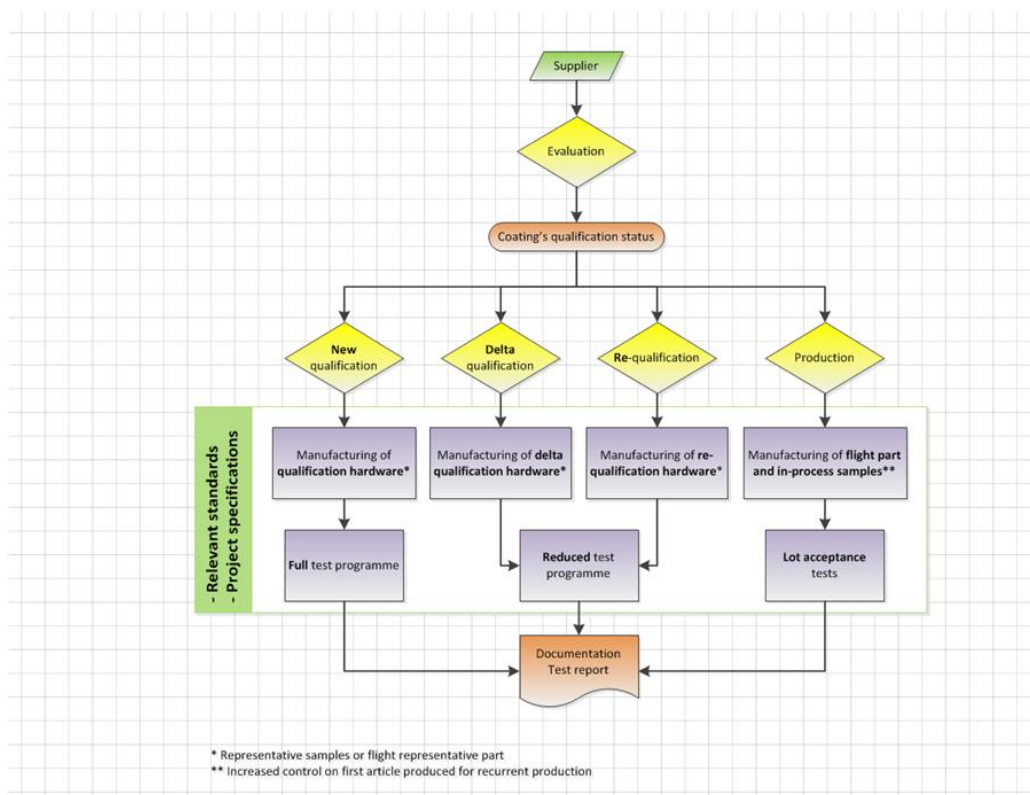 Supplier
Evaluation
Coating's qualification status
New
qualification
Delta
qualification
Re-qualification
Production
- Relevant standards
- Project specifications
Manufacturing of
qualification hardware*
Manufacturing of delta
qualification hardware*
Manufacturing of re-
qualification hardware*
Manufacturing of flight part
and in-process samples**
Full test programme
Reduced test
programme
Lot acceptance
tests
Documentation
Test report
* Representative samples or flight representative part
** Increased control on first article produced for recurrent production